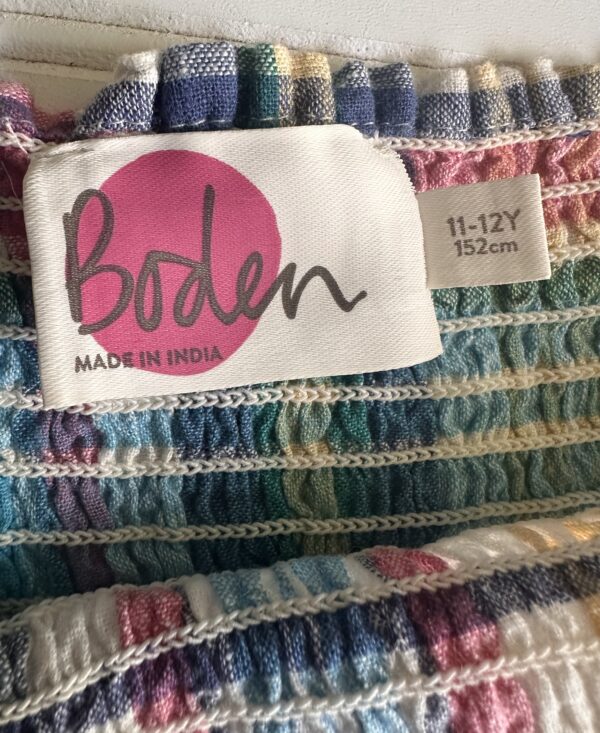 Boden
MADE IN INDIA
11-12Y
152cm